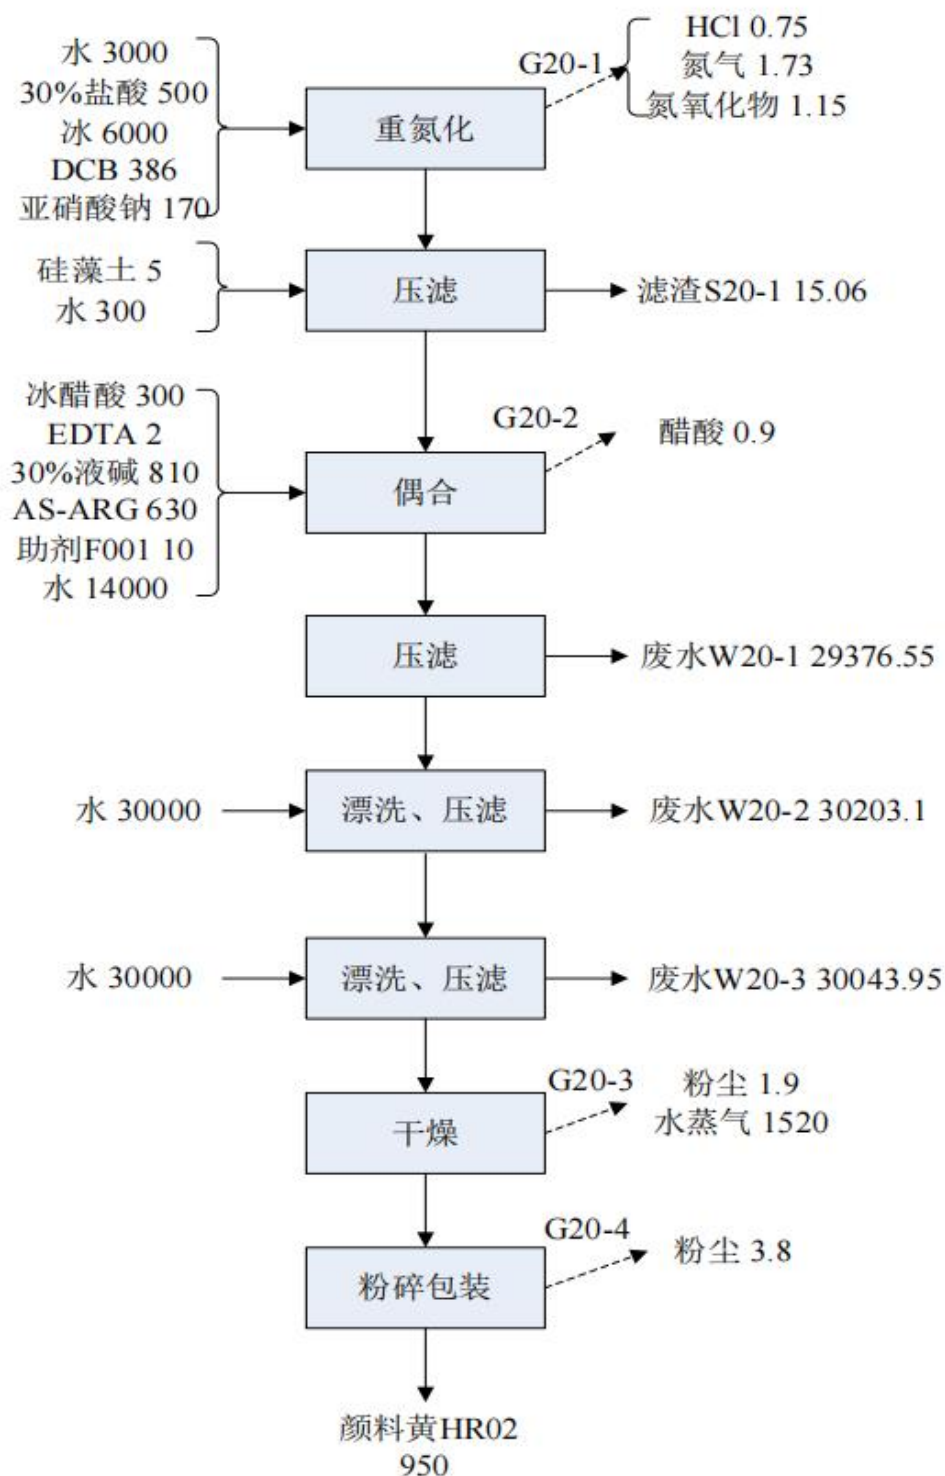 水 3000
30%盐酸 500
冰 6000
DCB 386
亚硝酸钠 170
重氮化
G20-1
HCl 0.75
氮气 1.73
氮氧化物 1.15
硅藻土 5
水 300
压滤
滤渣S20-1 15.06
冰醋酸 300
EDTA 2
30%液碱 810
AS-ARG 630
助剂F001 10
水 14000
偶合
G20-2
醋酸 0.9
压滤
废水W20-1 29376.55
水 30000
漂洗、压滤
废水W20-2 30203.1
水 30000
漂洗、压滤
废水W20-3 30043.95
干燥
G20-3
粉尘 1.9
水蒸气 1520
粉碎包装
G20-4
粉尘 3.8
颜料黄HR02
950